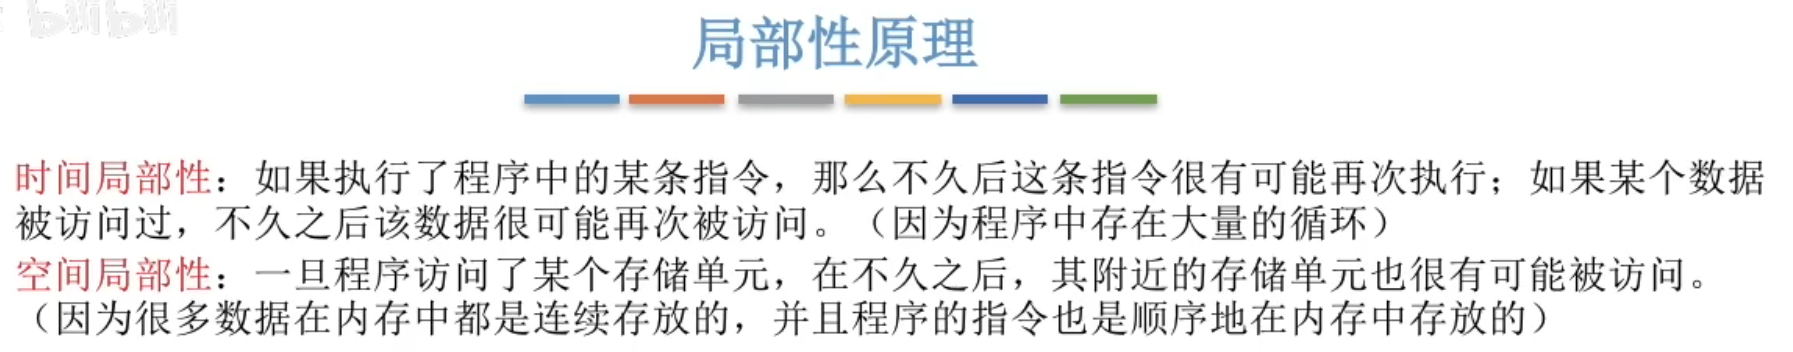 bilibili
局部性原理
时间局部性：如果执行了程序中的某条指令，那么不久后这条指令很有可能再次执行；如果某个数据
被访问过，不久之后该数据很可能再次被访问。（因为程序中存在大量的循环）
空间局部性：一旦程序访问了某个存储单元，在不久之后，其附近的存储单元也很有可能被访问。
（因为很多数据在内存中都是连续存放的，并且程序的指令也是顺序地在内存中存放的）